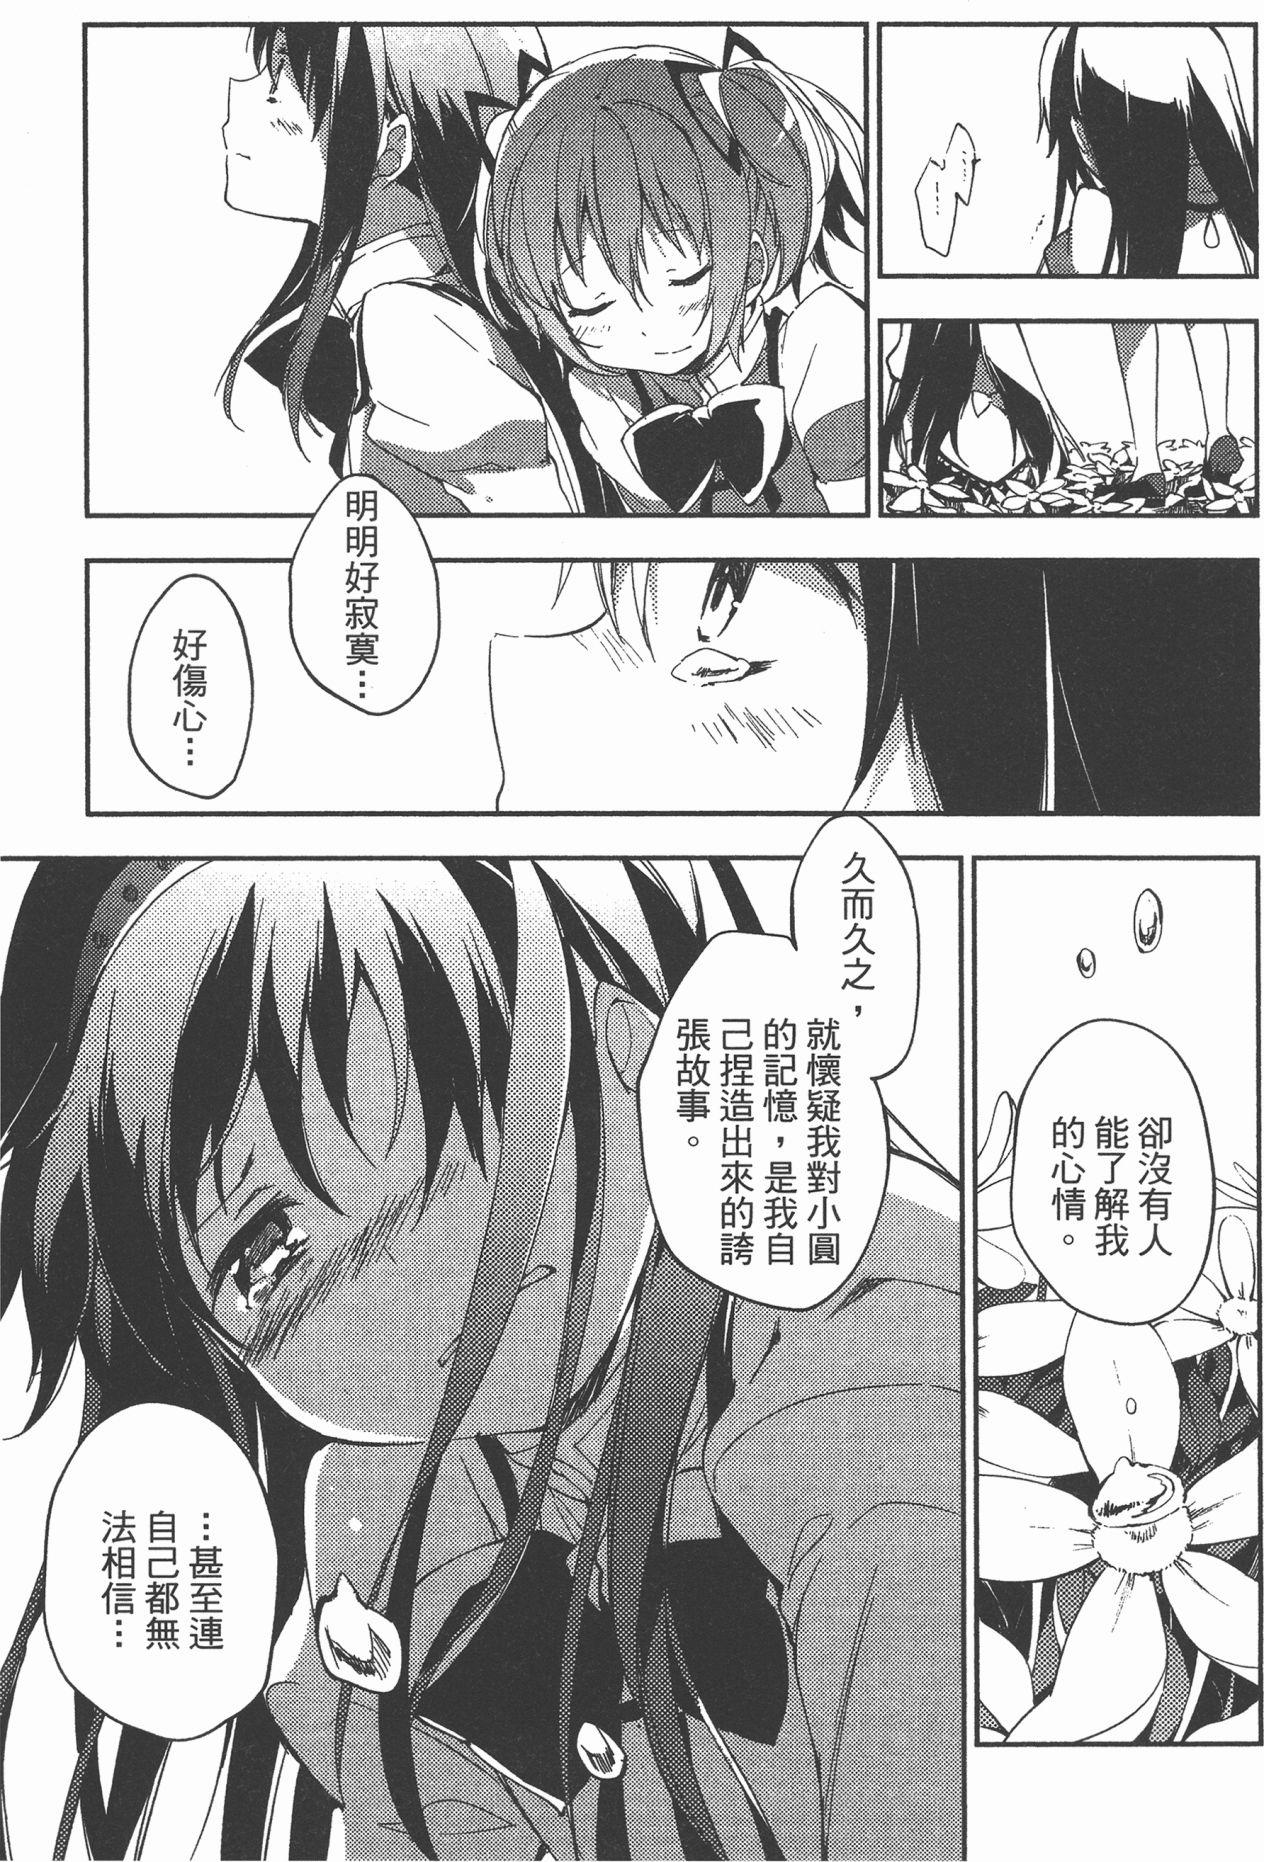 明明好寂寞⋯
好傷心⋯
卻沒有人
能了解我
的心情。
久而久之，
就懷疑我對小圓
的記憶，是我自
己捏造出來的誇
張故事。
⋯甚至連
自己都無
法相信⋯